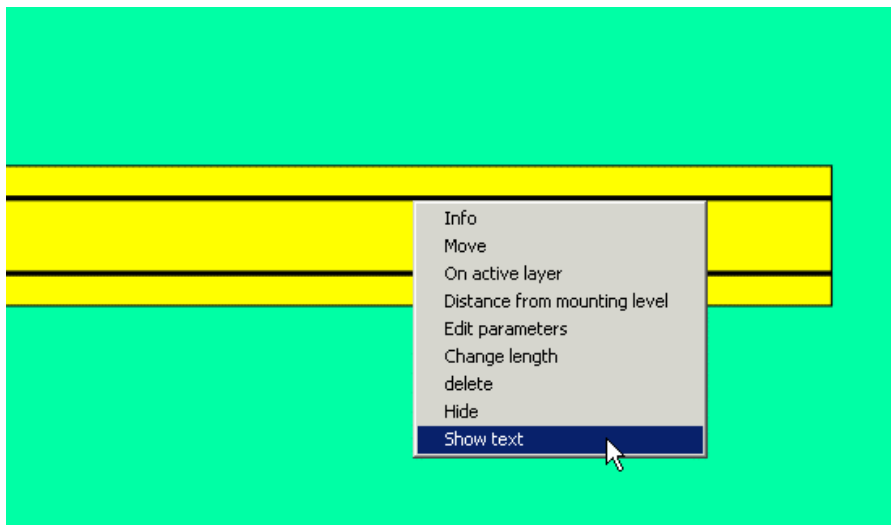 Info
Move
On active layer
Distance from mounting level
Edit parameters
Change length
delete
Hide
Show text